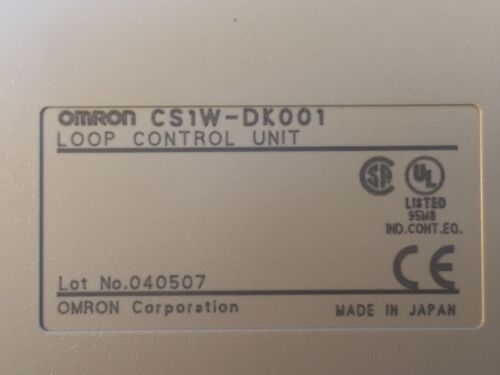 OMRON CS1W-DK001
LOOP CONTROL UNIT
SA UL
LISTED
95M8
IND.CONT.EQ.
CE
Lot No.040507
OMRON Corporation MADE IN JAPAN